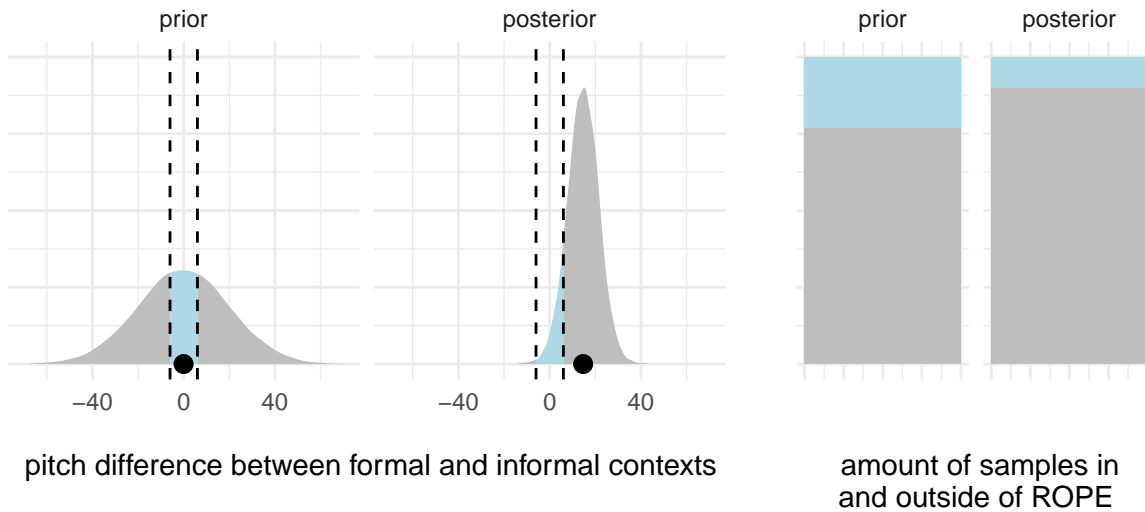 prior
posterior
prior
posterior
−40
0
40
−40
0
40
pitch difference between formal and informal contexts
amount of samples in
and outside of ROPE